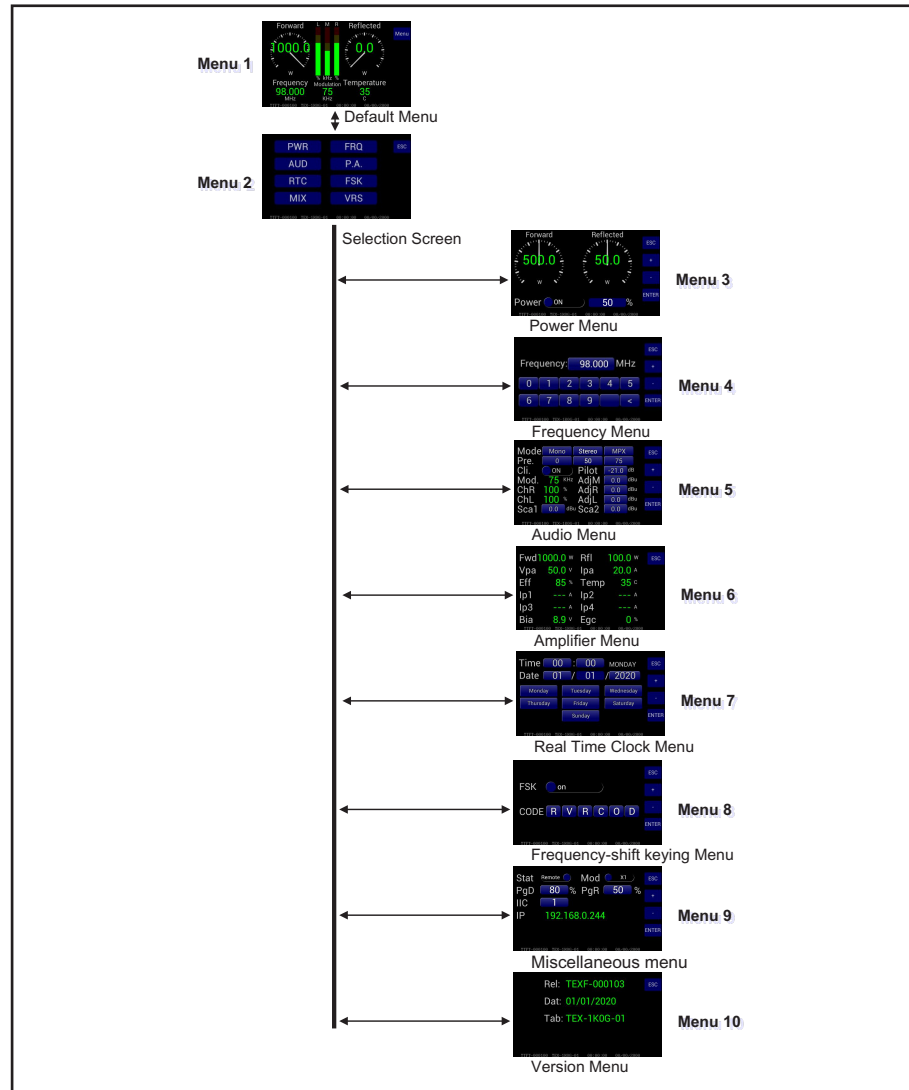 Forward L M R Reflected
Menu
1000.0 0.0
W % kHz % W
Modulation
Frequency Temperature
98.000 75 35
MHz KHz C
Menu 1
Default Menu
PWR FRQ ESC
AUD P.A.
RTC FSK
MIX VRS
Menu 2
Selection Screen
Forward Reflected
ESC
500.0 50.0
+
W W
-
ENTER
Power ON 50 %
Menu 3
Power Menu
ESC
Frequency: 98.000 MHz
+
0 1 2 3 4 5
-
6 7 8 9 <
ENTER
Menu 4
Frequency Menu
Mode Mono Stereo MPX
ESC
Pre. 0 50 75
Cli. ON Pilot -21.0 dB
+
Mod. 75 KHz AdjM 0.0 dBu
ChR 100 % AdjR 0.0 dBu
-
ChL 100 % AdjL 0.0 dBu
ENTER
Sca1 0.0 dBu Sca2 0.0 dBu
Menu 5
Audio Menu
Fwd 1000.0 W Rfl 100.0 W ESC
Vpa 50.0 V Ipa 20.0 A
Eff 85 % Temp 35 C
Ip1 --- A Ip2 --- A
Ip3 --- A Ip4 --- A
Bia 8.9 V Egc 0 %
Menu 6
Amplifier Menu
Time 00 : 00 MONDAY ESC
Date 01 / 01 / 2020
+
Monday Tuesday Wednesday
Thursday Friday Saturday
-
Sunday
ENTER
Menu 7
Real Time Clock Menu
ESC
FSK on
+
CODE R V R C O D
-
ENTER
Menu 8
Frequency-shift keying Menu
Stat Remote Mod X1 ESC
PgD 80 % PgR 50 %
+
IIC 1
IP 192.168.0.244
-
ENTER
Menu 9
Miscellaneous menu
Rel: TEXF-000103 ESC
Dat: 01/01/2020
Tab: TEX-1K0G-01
Menu 10
Version Menu